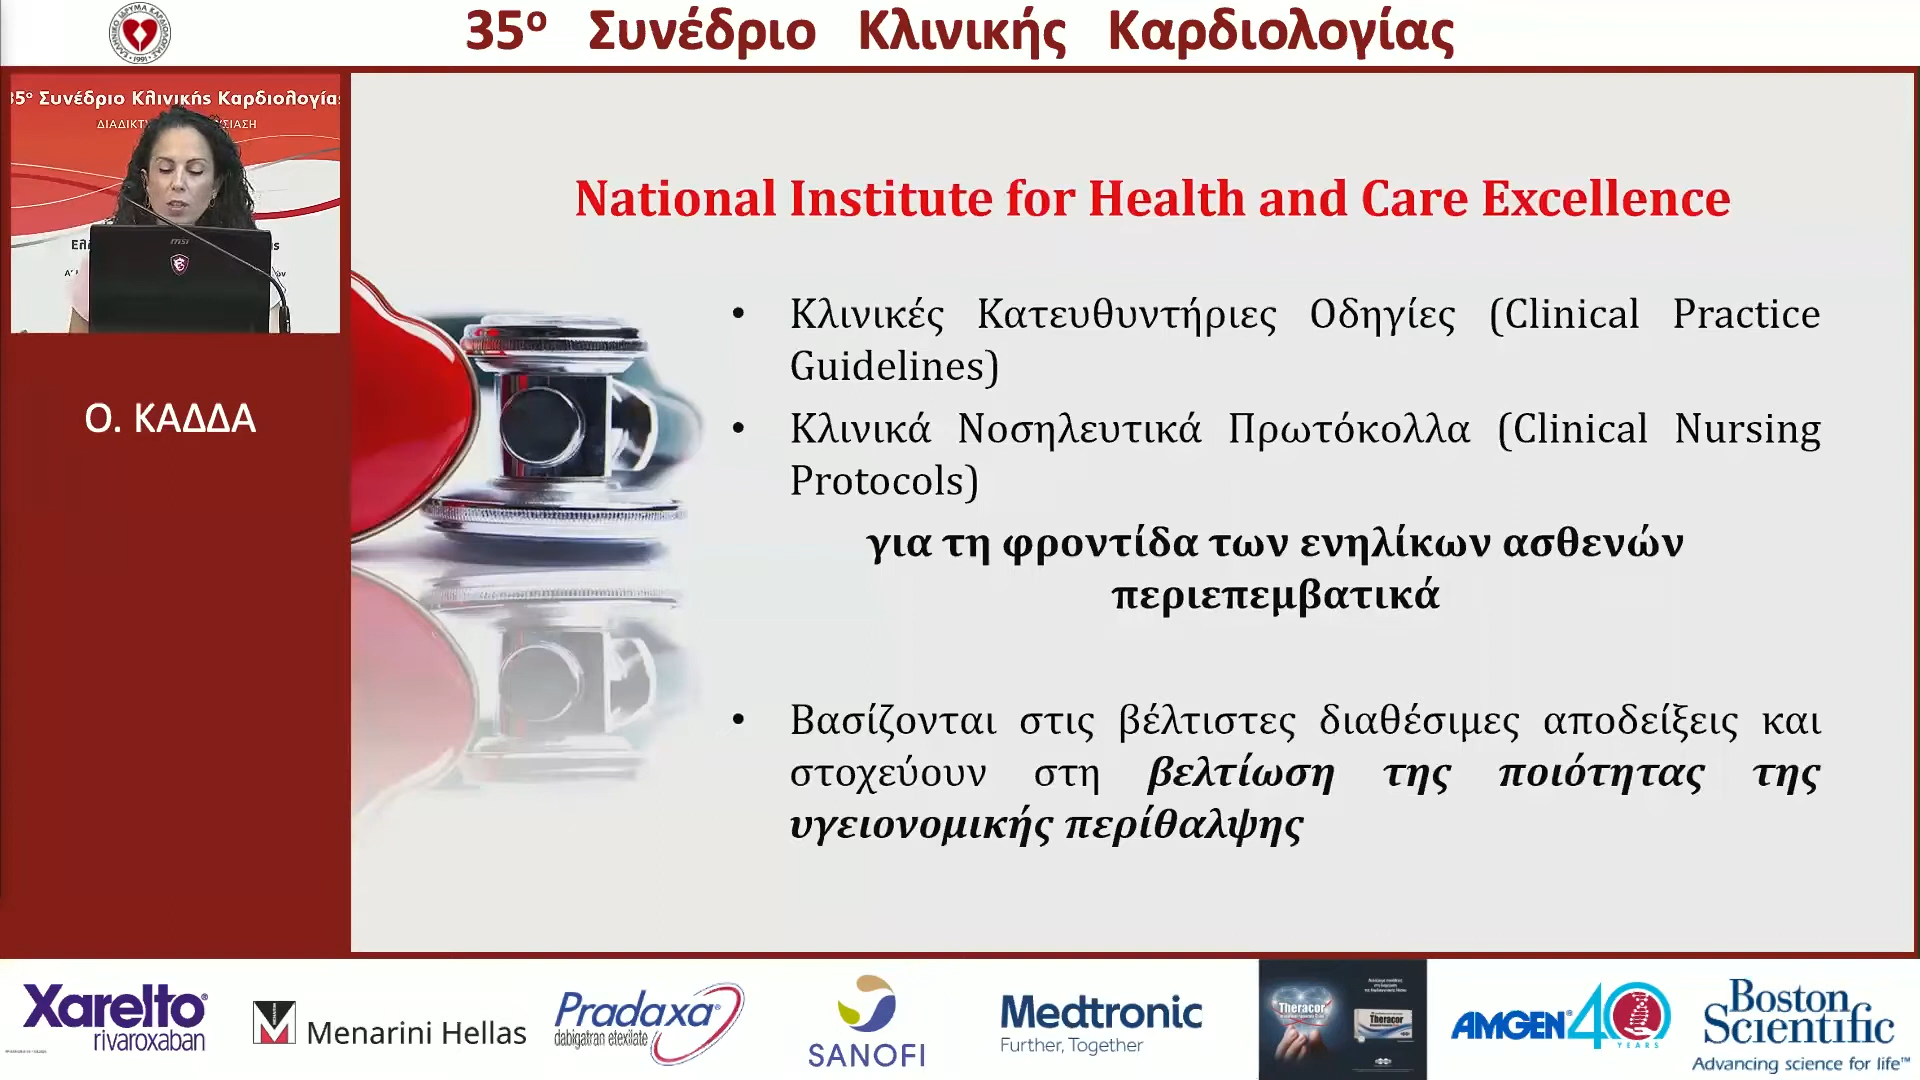 35ο Συνέδριο Κλινικής Καρδιολογίας
35ο Συνέδριο Κλινικής Καρδιολογίας
msi
Ο. ΚΑΔΔΑ
National Institute for Health and Care Excellence
• Κλινικές Κατευθυντήριες Οδηγίες (Clinical Practice
Guidelines)
• Κλινικά Νοσηλευτικά Πρωτόκολλα (Clinical Nursing
Protocols)
για τη φροντίδα των ενηλίκων ασθενών
περιεπεμβατικά
• Βασίζονται στις βέλτιστες διαθέσιμες αποδείξεις και
στοχεύουν στη βελτίωση της ποιότητας της
υγειονομικής περίθαλψης
Xarelto®
rivaroxaban
Menarini Hellas
Pradaxa®
dabigatran etexilate
SANOFI
Medtronic
Further, Together
Theracor
Theracor
AMGEN® 40
YEARS
Boston
Scientific
Advancing science for life™